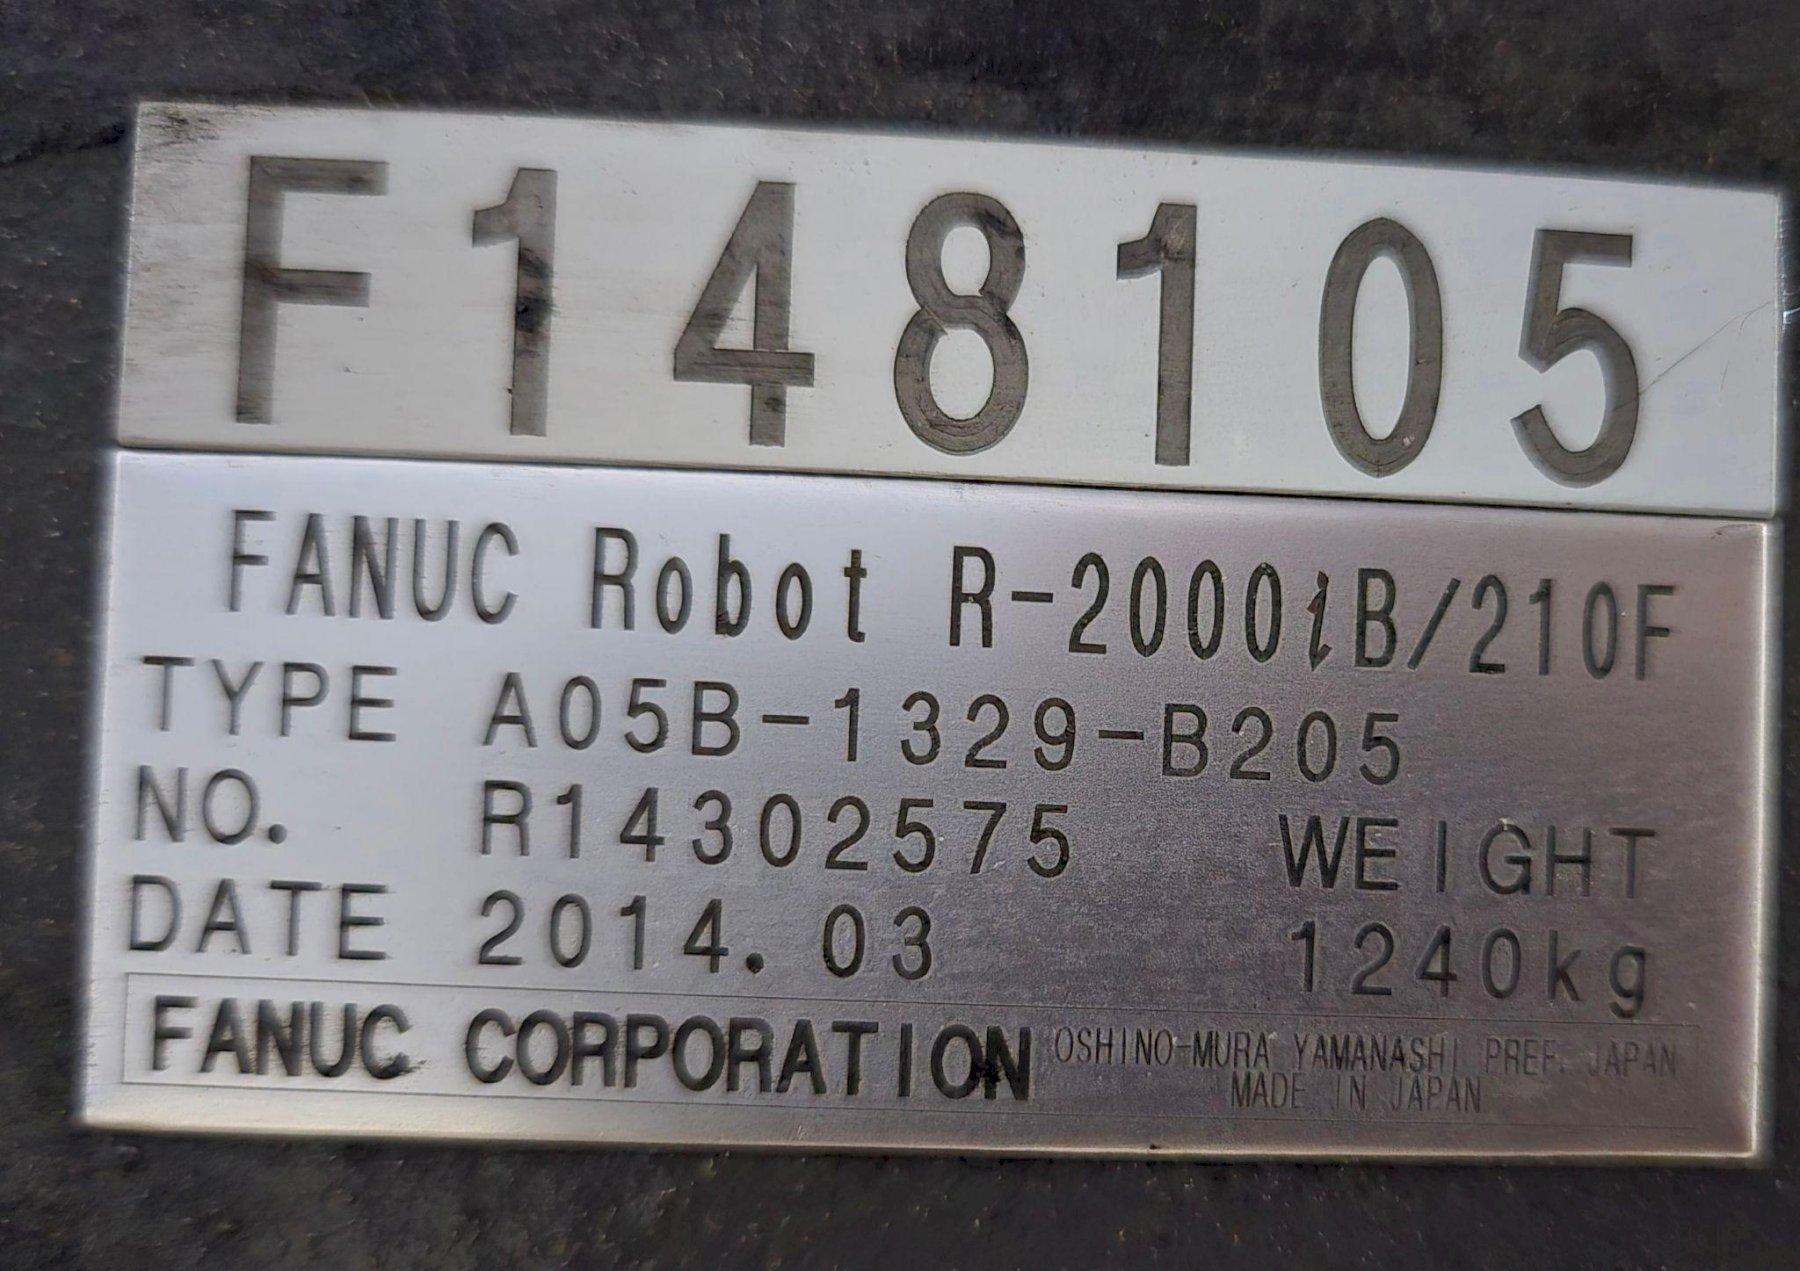 F148105
FANUC Robot R-2000iB/210F
TYPE A05B-1329-B205
NO. R14302575 WEIGHT
DATE 2014.03 1240kg
FANUC CORPORATION OSHINO-MURA YAMANASHI PREF. JAPAN
MADE IN JAPAN